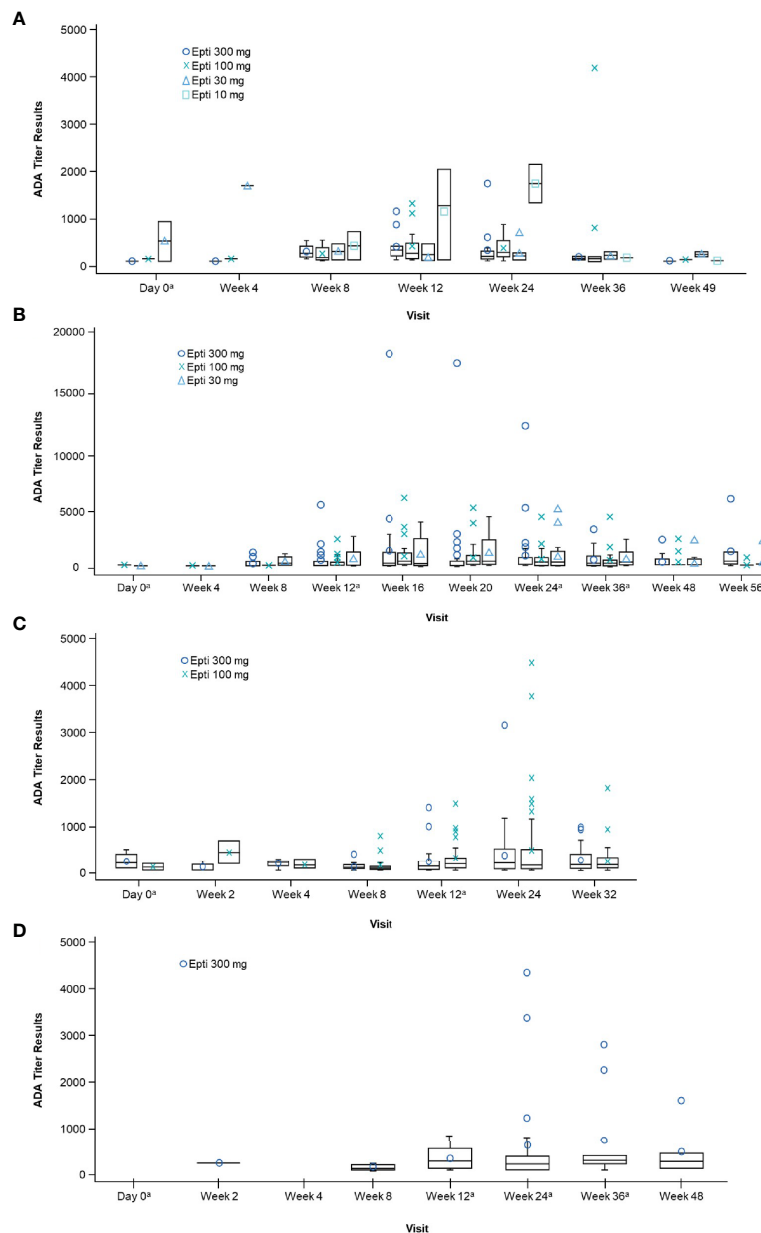 A
5000
4000
3000
2000
1000
0
ADA Titer Results
Epti 300 mg
Epti 100 mg
Epti 30 mg
Epti 10 mg
Day 0ª Week 4 Week 8 Week 12 Week 24 Week 36 Week 49
Visit
B
20000
15000
10000
5000
0
ADA Titer Results
Epti 300 mg
Epti 100 mg
Epti 30 mg
Day 0ª Week 4 Week 8 Week 12ª Week 16 Week 20 Week 24ª Week 36ª Week 48 Week 56
Visit
C
5000
4000
3000
2000
1000
0
ADA Titer Results
Epti 300 mg
Epti 100 mg
Day 0ª Week 2 Week 4 Week 8 Week 12ª Week 24 Week 32
Visit
D
5000
4000
3000
2000
1000
0
ADA Titer Results
Epti 300 mg
Day 0ª Week 2 Week 4 Week 8 Week 12ª Week 24ª Week 36ª Week 48
Visit